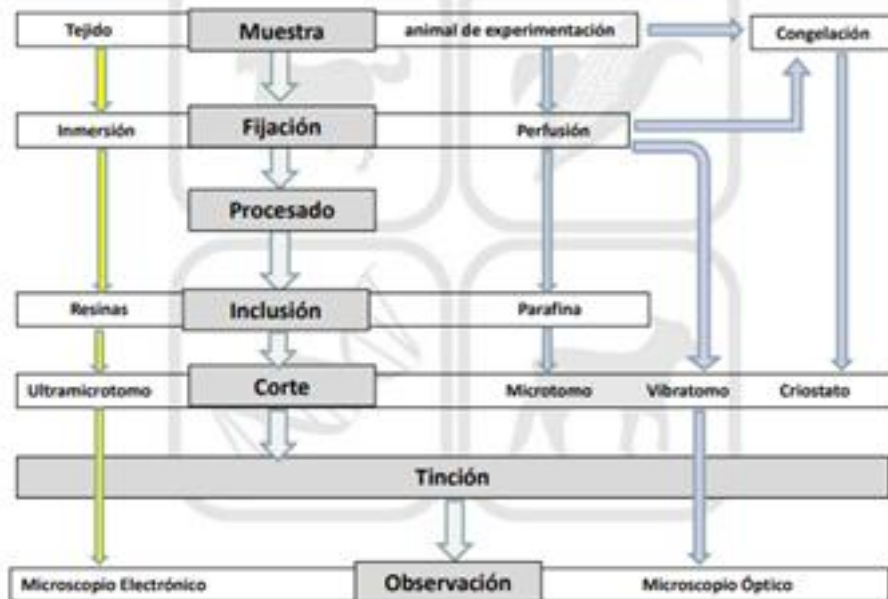 Tejido Muestra animal de experimentación Congelación
Inmersión Fijación Perfusión
Procesado
Resinas Inclusión Parafina
Ultramicrotomo Corte Microtomo Vibratomo Criostato
Tinción
Microscopio Electrónico Observación Microscopio Óptico